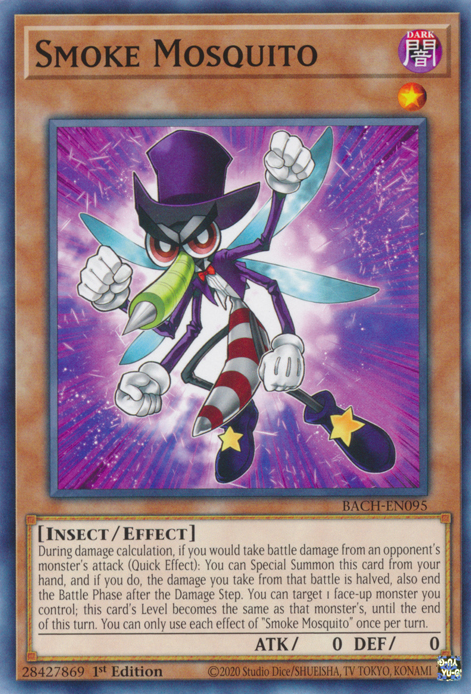 SMOKE MOSQUITO
DARK
闇
BACH-EN095
[INSECT/EFFECT]
During damage calculation, if you would take battle damage from an opponent's
monster's attack (Quick Effect): You can Special Summon this card from your
hand, and if you do, the damage you take from that battle is halved, also end
the Battle Phase after the Damage Step. You can target 1 face-up monster you
control; this card's Level becomes the same as that monster's, until the end
of this turn. You can only use each effect of "Smoke Mosquito" once per turn.
ATK/ 0 DEF/ 0
28427869 1st Edition ©2020 Studio Dice/SHUEISHA, TV TOKYO, KONAMI